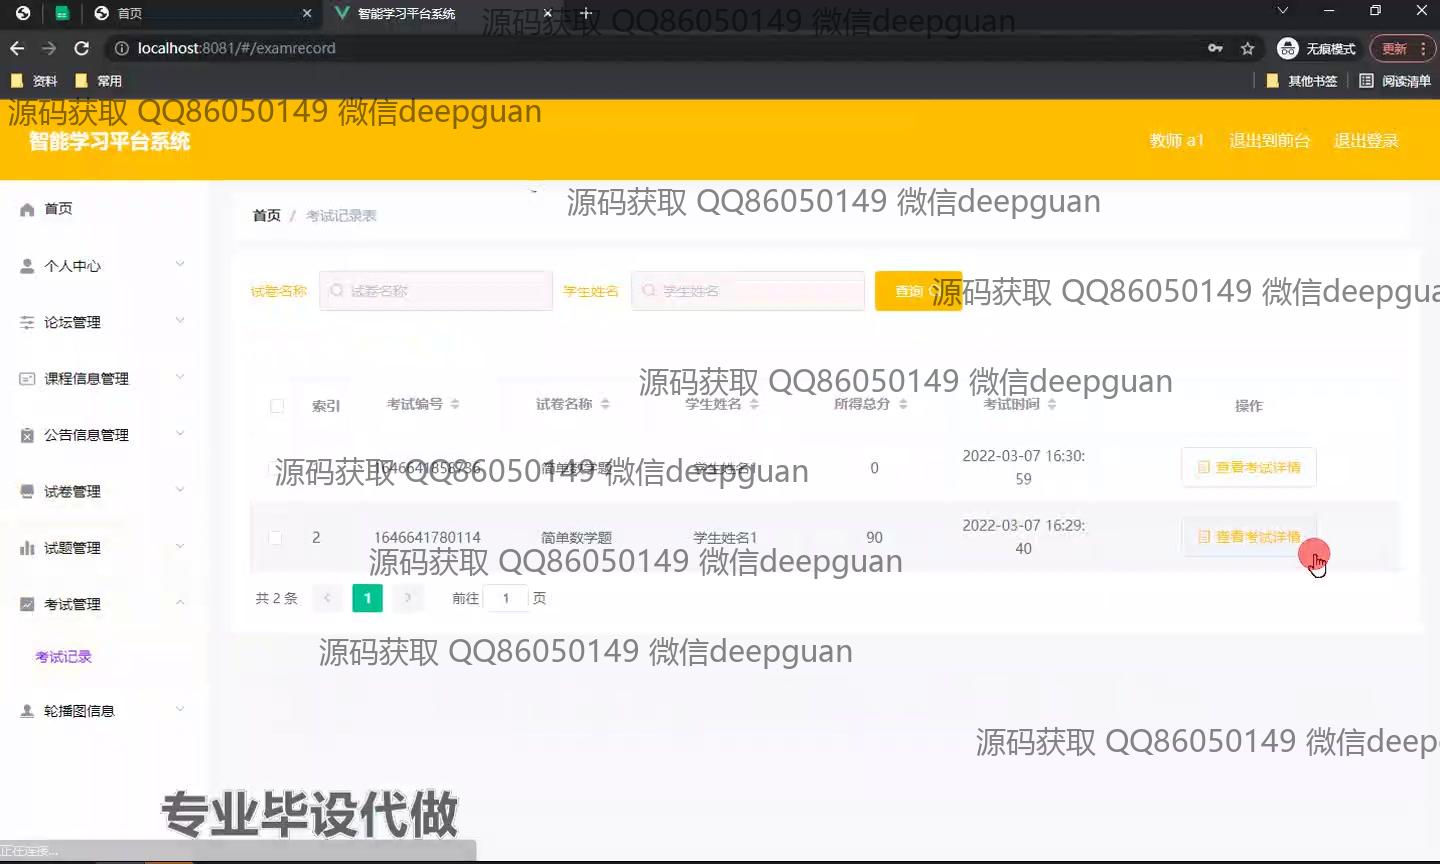 首页
智能学习平台系统
源码获取 QQ86050149 微信deepguan
localhost:8081/#/examrecord
无痕模式
更新
资料
常用
其他书签
阅读清单
源码获取 QQ86050149 微信deepguan
智能学习平台系统
教师 a1
退出到前台
退出登录
首页
个人中心
论坛管理
课程信息管理
公告信息管理
试卷管理
试题管理
考试管理
考试记录
轮播图信息
首页 / 考试记录表
源码获取 QQ86050149 微信deepguan
试卷名称
试卷名称
学生姓名
学生姓名
查询
源码获取 QQ86050149 微信deepgua
源码获取 QQ86050149 微信deepguan
索引 考试编号 试卷名称 学生姓名 所得总分 考试时间 操作
1646641858736 简单数学题 学生姓名1 0 2022-03-07 16:30:
59
查看考试详情
源码获取 QQ86050149 微信deepguan
2 1646641780114 简单数学题 学生姓名1 90 2022-03-07 16:29:
40
查看考试详情
源码获取 QQ86050149 微信deepguan
共 2 条
1
前往 1 页
源码获取 QQ86050149 微信deepguan
源码获取 QQ86050149 微信deep
专业毕设代做
正在连接...